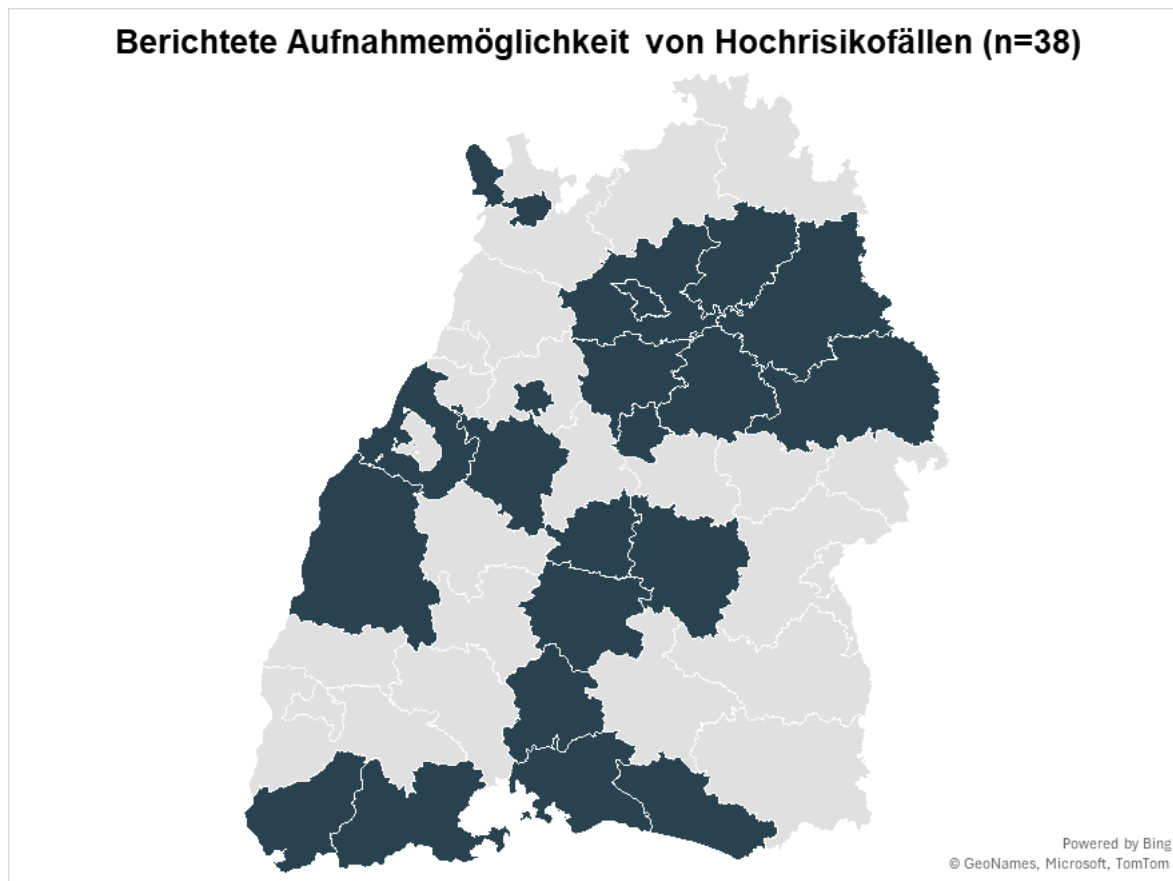 Berichtete Aufnahmemöglichkeit von Hochrisikofällen (n=38)
Powered by Bing
© GeoNames, Microsoft, TomTom